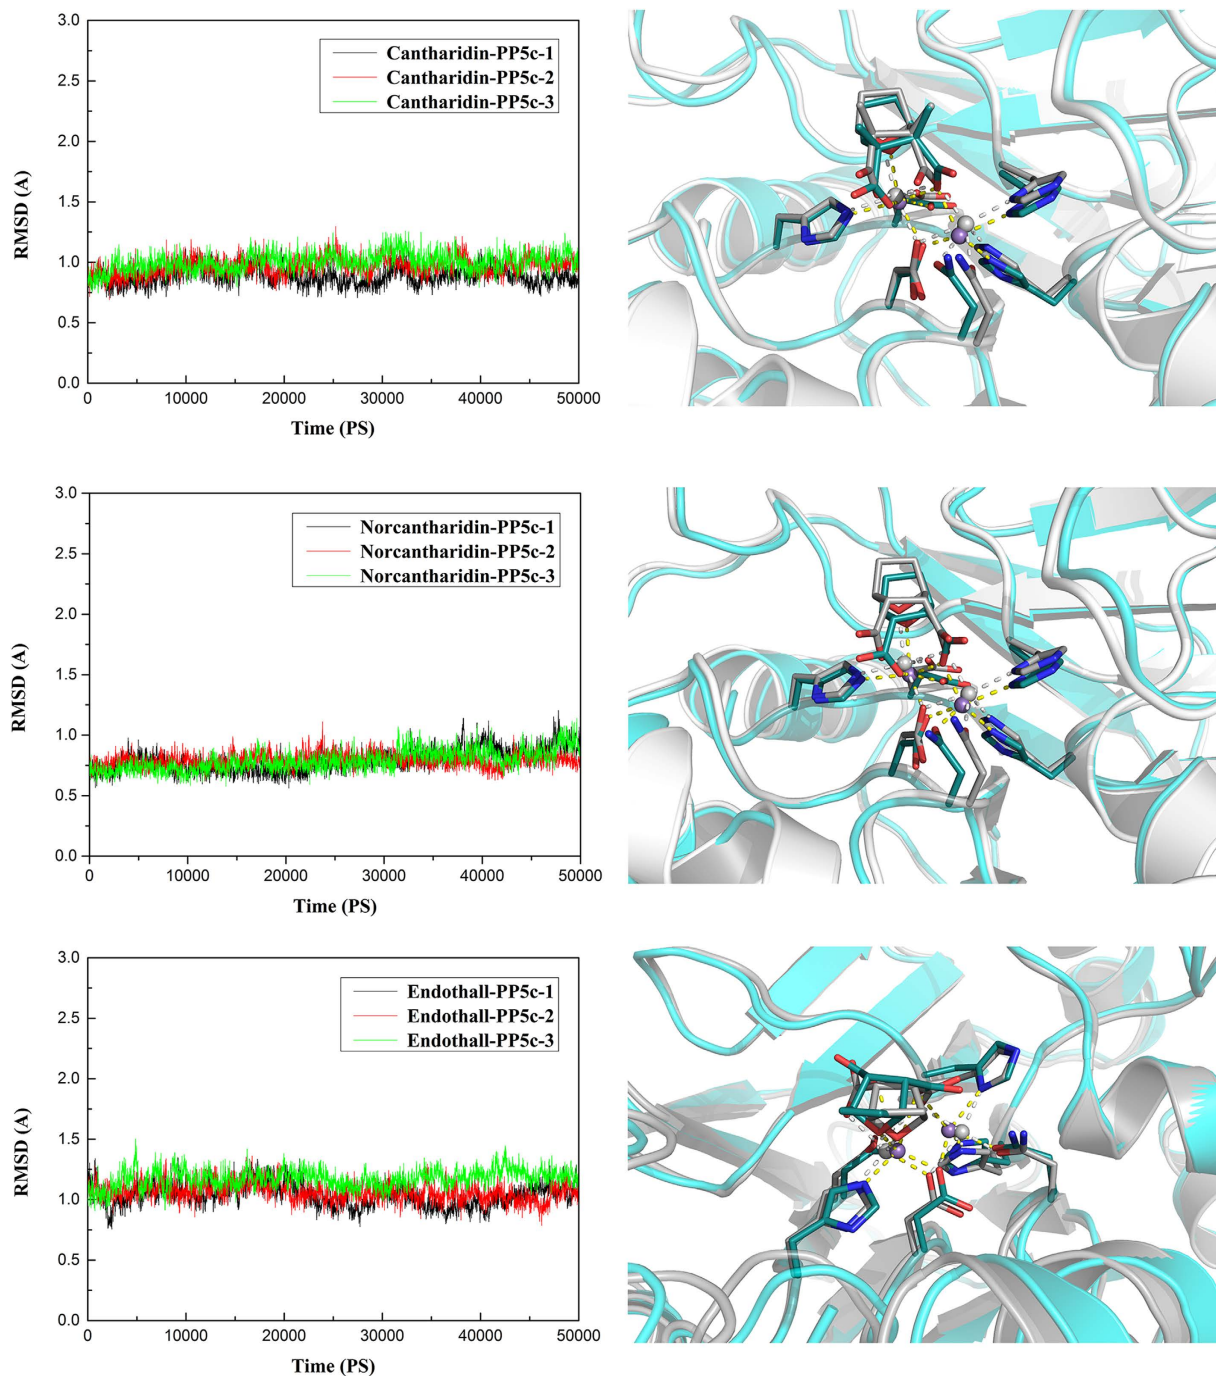 3.0
2.5
2.0
1.5
1.0
0.5
0.0
RMSD (A)
Cantharidin-PP5c-1
Cantharidin-PP5c-2
Cantharidin-PP5c-3
0 10000 20000 30000 40000 50000
Time (PS)
3.0
2.5
2.0
1.5
1.0
0.5
0.0
RMSD (A)
Norcantharidin-PP5c-1
Norcantharidin-PP5c-2
Norcantharidin-PP5c-3
0 10000 20000 30000 40000 50000
Time (PS)
3.0
2.5
2.0
1.5
1.0
0.5
0.0
RMSD (A)
Endothall-PP5c-1
Endothall-PP5c-2
Endothall-PP5c-3
0 10000 20000 30000 40000 50000
Time (PS)